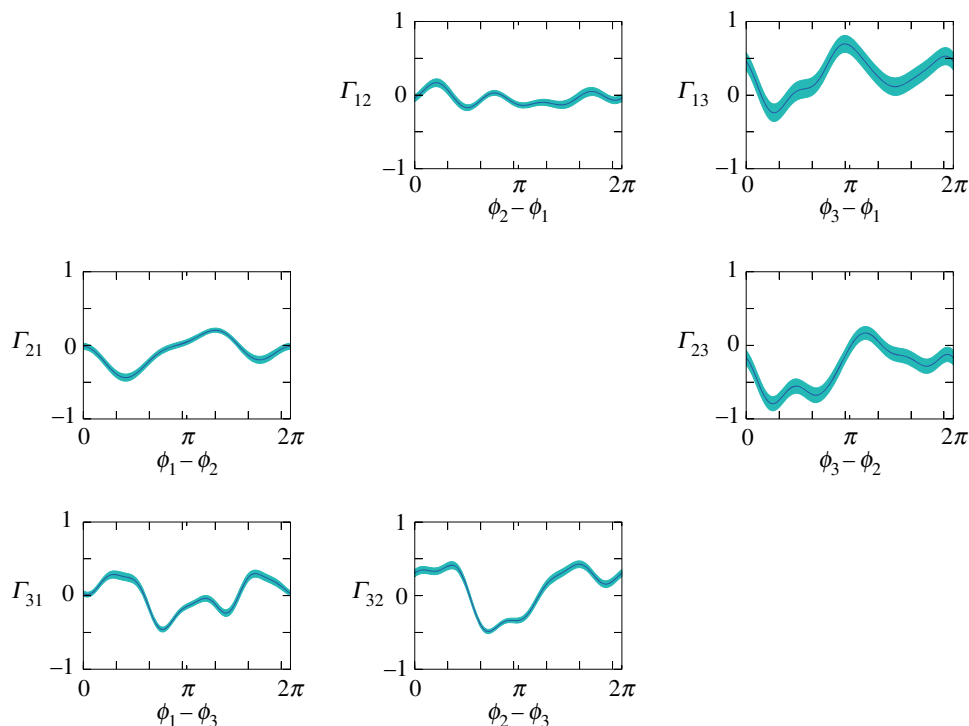 1
Γ₁₂ 0
−1
0 π 2π
ϕ₂ − ϕ₁
1
Γ₁₃ 0
−1
0 π 2π
ϕ₃ − ϕ₁
1
Γ₂₁ 0
−1
0 π 2π
ϕ₁ − ϕ₂
1
Γ₂₃ 0
−1
0 π 2π
ϕ₃ − ϕ₂
1
Γ₃₁ 0
−1
0 π 2π
ϕ₁ − ϕ₃
1
Γ₃₂ 0
−1
0 π 2π
ϕ₂ − ϕ₃